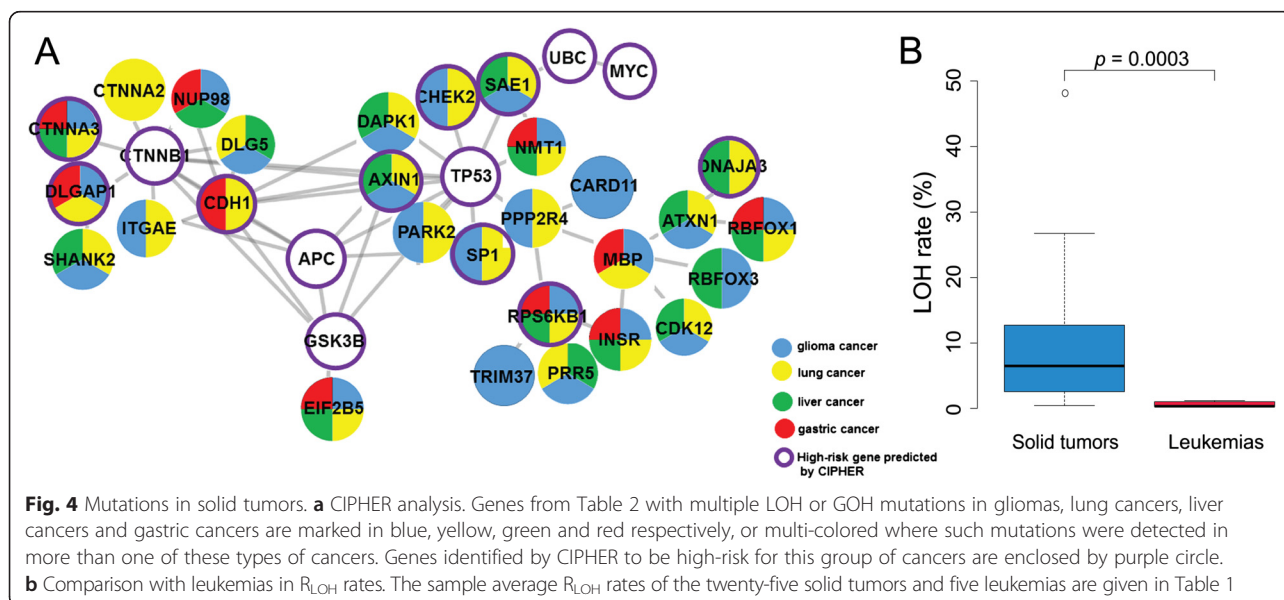 A
CTNNA2
NUP98
CTNNA3
DLG5
CTNNB1
DLGAP1
CDH1
ITGAE
SHANK2
DAPK1
CHEK2
SAE1
UBC
MYC
NMT1
AXIN1
TP53
CARD11
DNAJA3
PARK2
PPP2R4
ATXN1
RBFOX1
APC
SP1
MBP
RBFOX3
GSK3B
RPS6KB1
INSR
CDK12
TRIM37
PRR5
EIF2B5
glioma cancer
lung cancer
liver cancer
gastric cancer
High-risk gene predicted
by CIPHER
B
p = 0.0003
LOH rate (%)
50
40
30
20
10
0
Solid tumors
Leukemias
Fig. 4 Mutations in solid tumors. a CIPHER analysis. Genes from Table 2 with multiple LOH or GOH mutations in gliomas, lung cancers, liver
cancers and gastric cancers are marked in blue, yellow, green and red respectively, or multi-colored where such mutations were detected in
more than one of these types of cancers. Genes identified by CIPHER to be high-risk for this group of cancers are enclosed by purple circle.
b Comparison with leukemias in RLOH rates. The sample average RLOH rates of the twenty-five solid tumors and five leukemias are given in Table 1